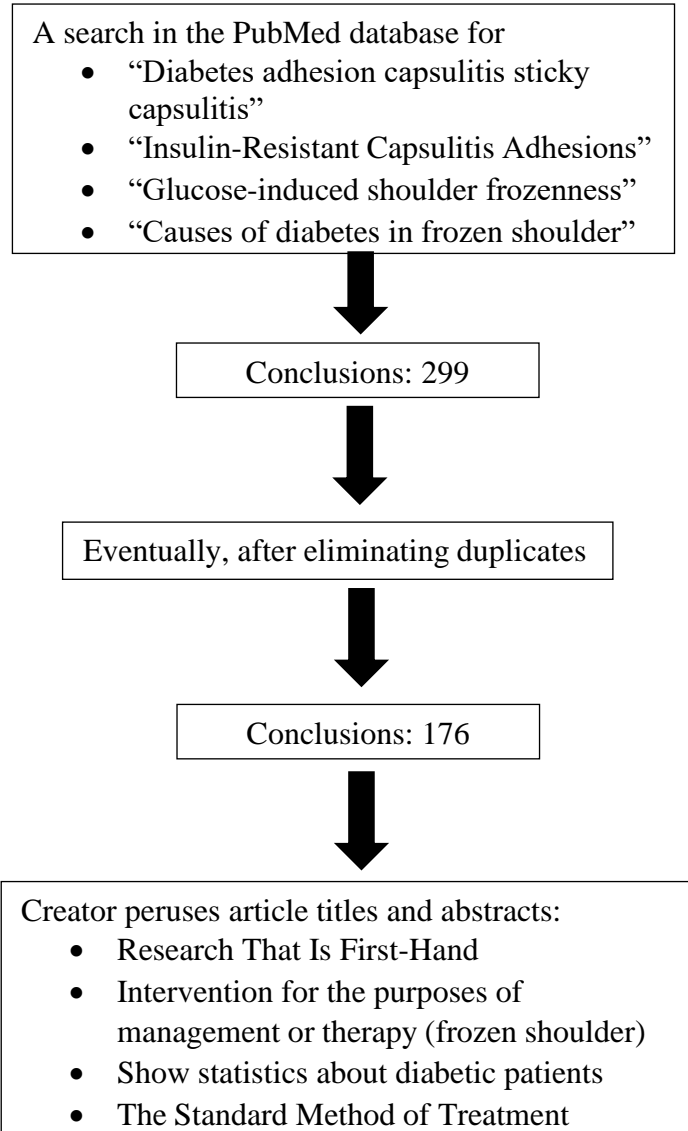 A search in the PubMed database for
• “Diabetes adhesion capsulitis sticky
capsulitis”
• “Insulin-Resistant Capsulitis Adhesions”
• “Glucose-induced shoulder frozenness”
• “Causes of diabetes in frozen shoulder”
Conclusions: 299
Eventually, after eliminating duplicates
Conclusions: 176
Creator peruses article titles and abstracts:
• Research That Is First-Hand
• Intervention for the purposes of
management or therapy (frozen shoulder)
• Show statistics about diabetic patients
• The Standard Method of Treatment